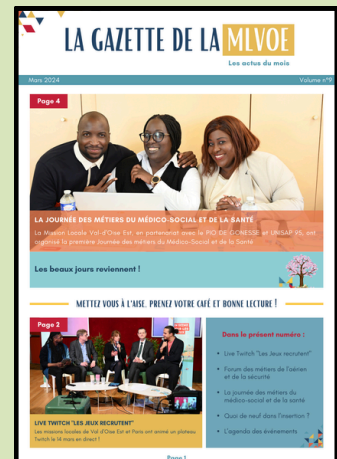 LA GAZETTE DE LA MLVOE
Les actus du mois
Mars 2024
Volume n°9
Page 4
LA JOURNÉE DES MÉTIERS DU MÉDICO-SOCIAL ET DE LA SANTÉ
La Mission Locale Val-d'Oise Est, en partenariat avec le PIO DE GONESSE et UNISAP 95, ont
organisé la première Journée des métiers du Médico-Social et de la Santé
Les beaux jours reviennent !
METTEZ VOUS À L'AISE, PRENEZ VOTRE CAFÉ ET BONNE LECTURE !
Page 2
LIVE TWITCH "LES JEUX RECRUTENT"
Les missions locales de Val d'Oise Est et Paris ont animé un plateau
Twitch le 14 mars en direct !
Dans le présent numéro :
• Live Twitch "Les Jeux recrutent"
• Forum des métiers de l'aérien
et de la sécurité
• La journée des métiers du
médico-social et de la santé
• Quoi de neuf dans l'insertion ?
• L'agenda des événements
Page 1